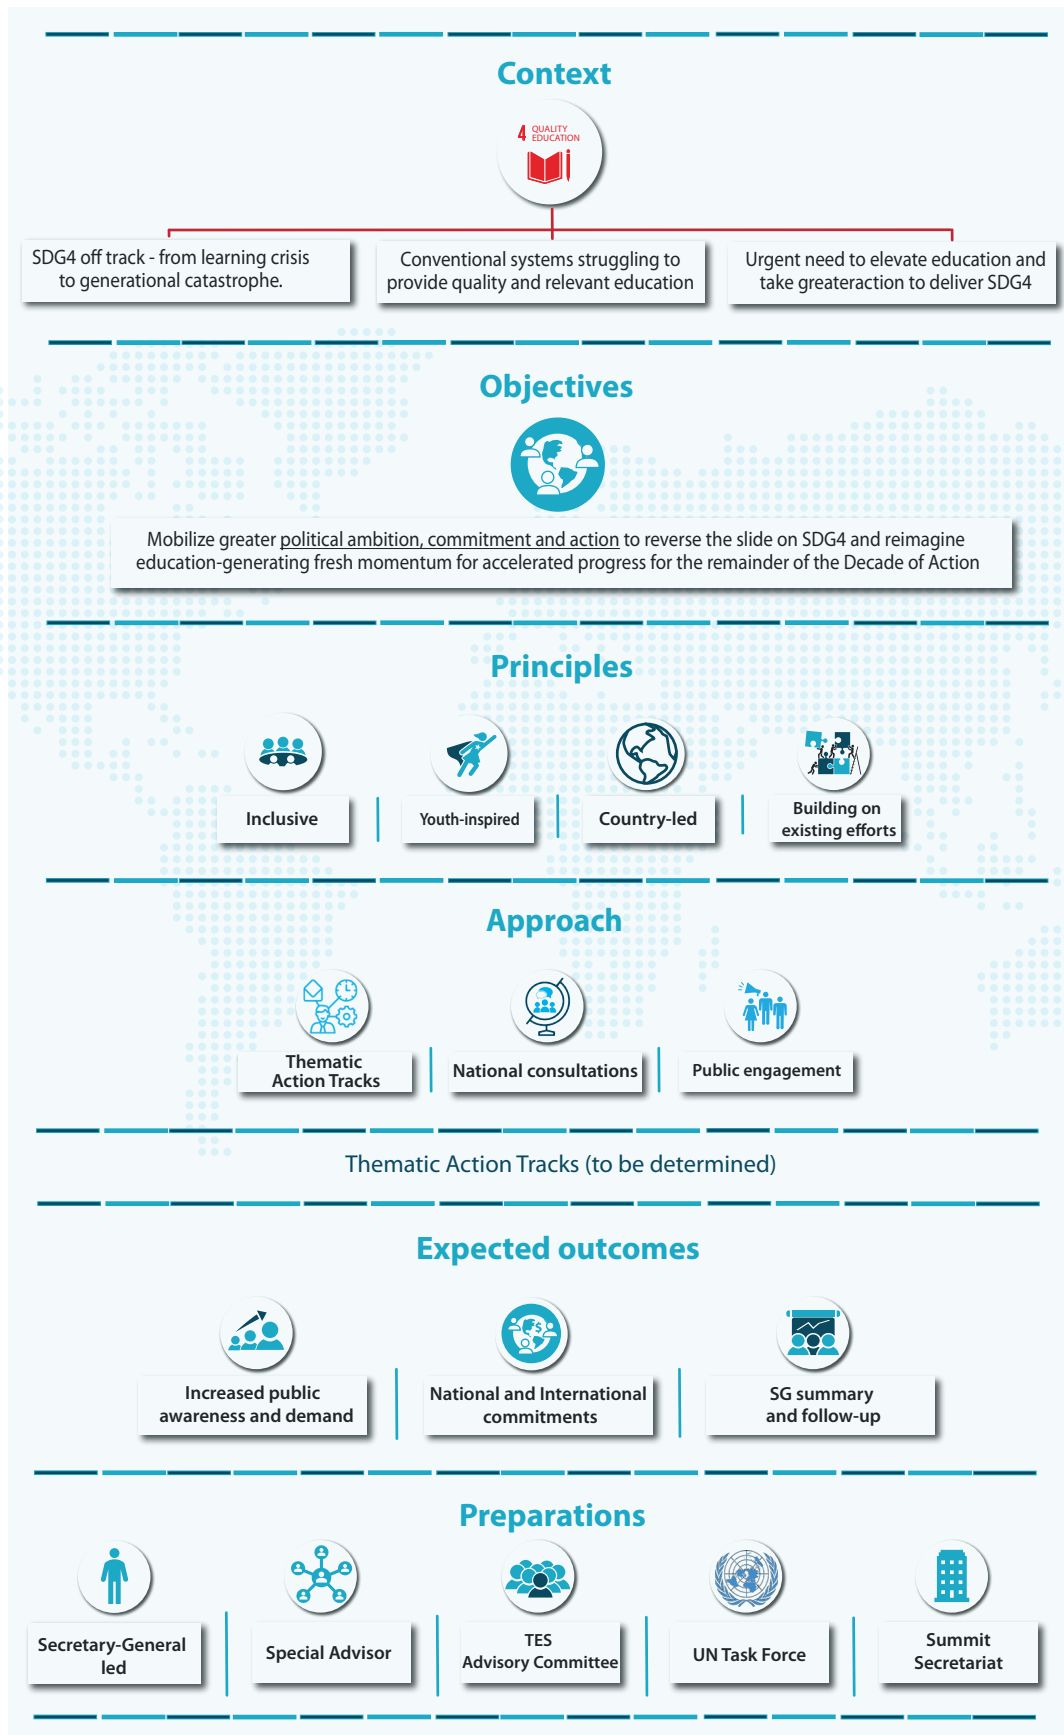 Context
4 QUALITY
EDUCATION
SDG4 off track - from learning crisis
to generational catastrophe.
Conventional systems struggling to
provide quality and relevant education
Urgent need to elevate education and
take greateraction to deliver SDG4
Objectives
Mobilize greater political ambition, commitment and action to reverse the slide on SDG4 and reimagine
education-generating fresh momentum for accelerated progress for the remainder of the Decade of Action
Principles
Inclusive
Youth-inspired
Country-led
Building on
existing efforts
Approach
Thematic
Action Tracks
National consultations
Public engagement
Thematic Action Tracks (to be determined)
Expected outcomes
$
Increased public
awareness and demand
National and International
commitments
SG summary
and follow-up
Preparations
Secretary-General
led
Special Advisor
TES
Advisory Committee
UN Task Force
Summit
Secretariat